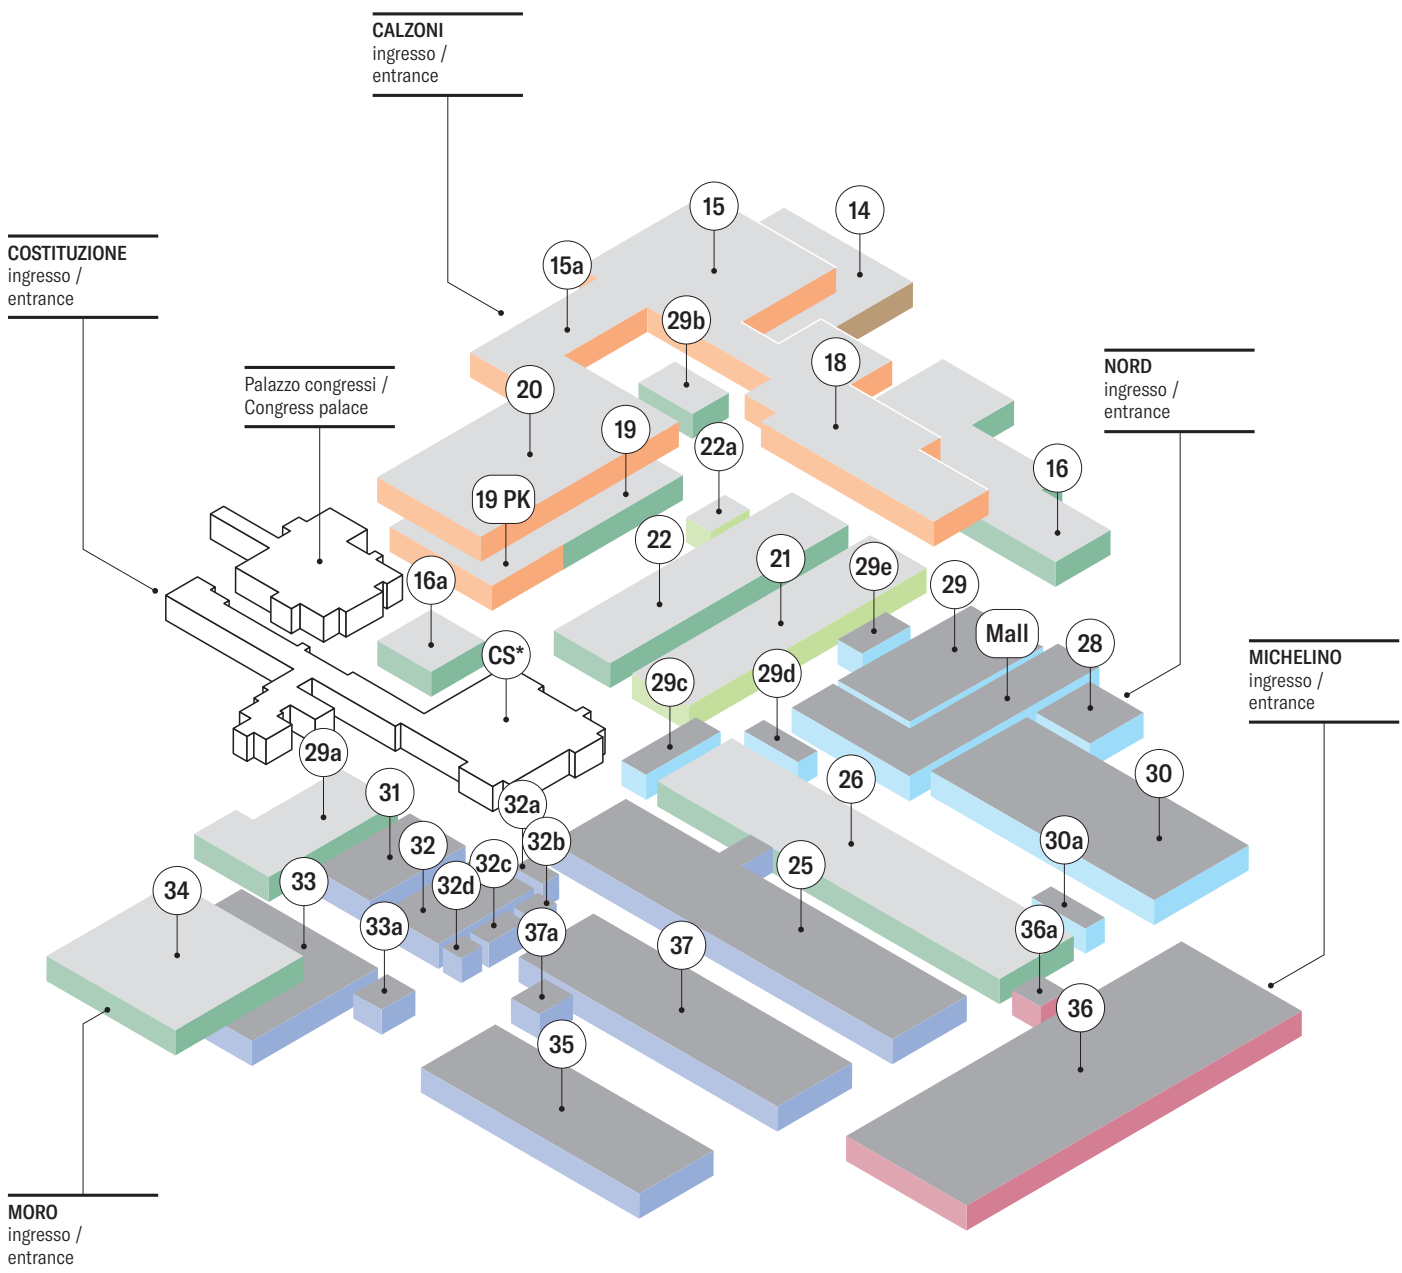 CALZONI
ingresso /
entrance
COSTITUZIONE
ingresso /
entrance
Palazzo congressi /
Congress palace
NORD
ingresso /
entrance
MICHELINO
ingresso /
entrance
MORO
ingresso /
entrance
15
14
15a
29b
18
20
19
22a
16
19 PK
22
21
29e
29
16a
Mall
28
CS*
29c
29d
29a
31
32a
26
30
32
32b
32c
25
30a
34
33
32d
33a
37a
37
36a
36
35